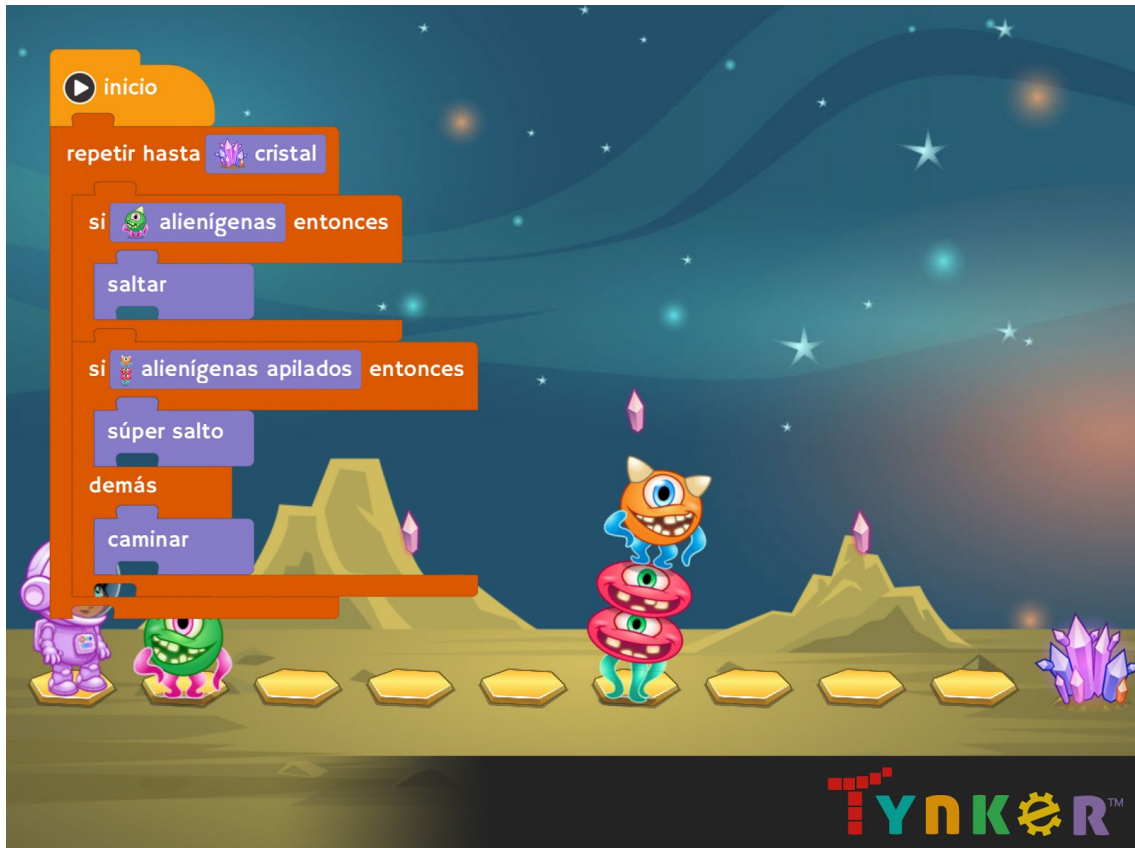 inicio
repetir hasta cristal
si alienígenas entonces
saltar
si alienígenas apilados entonces
súper salto
demás
caminar
TYNKER™